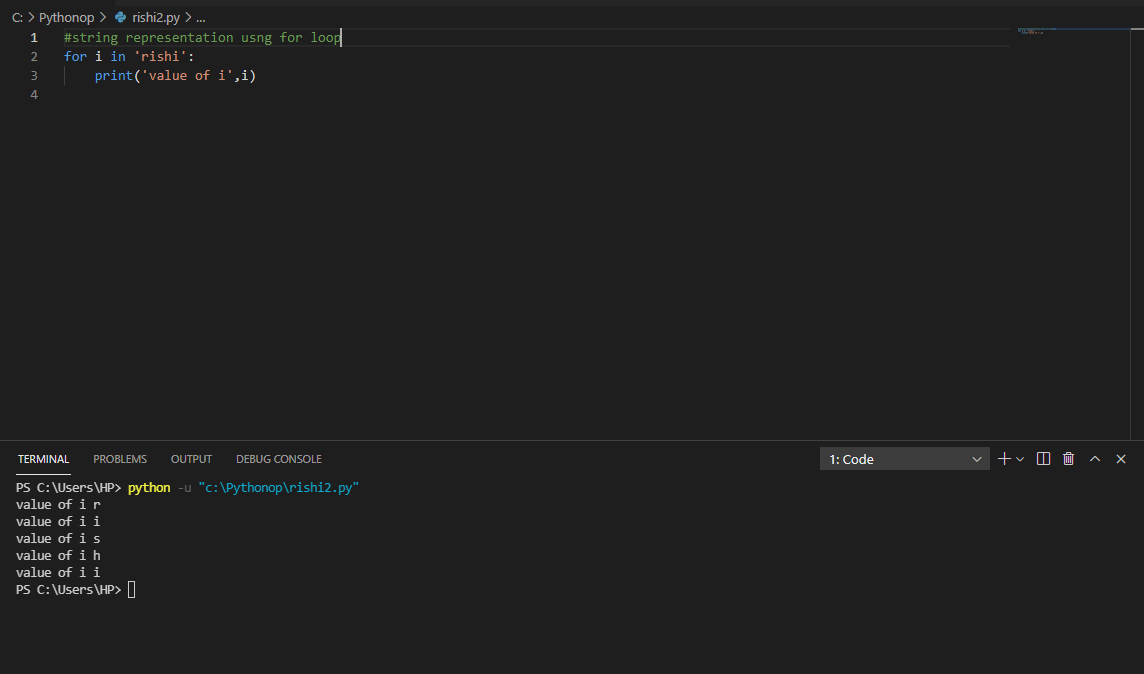 C: > Pythonop > rishi2.py > ...
1 #string representation usng for loop
2 for i in 'rishi':
3     print('value of i',i)
4
TERMINAL PROBLEMS OUTPUT DEBUG CONSOLE 1: Code
PS C:\Users\HP> python -u "c:\Pythonop\rishi2.py"
value of i r
value of i i
value of i s
value of i h
value of i i
PS C:\Users\HP>